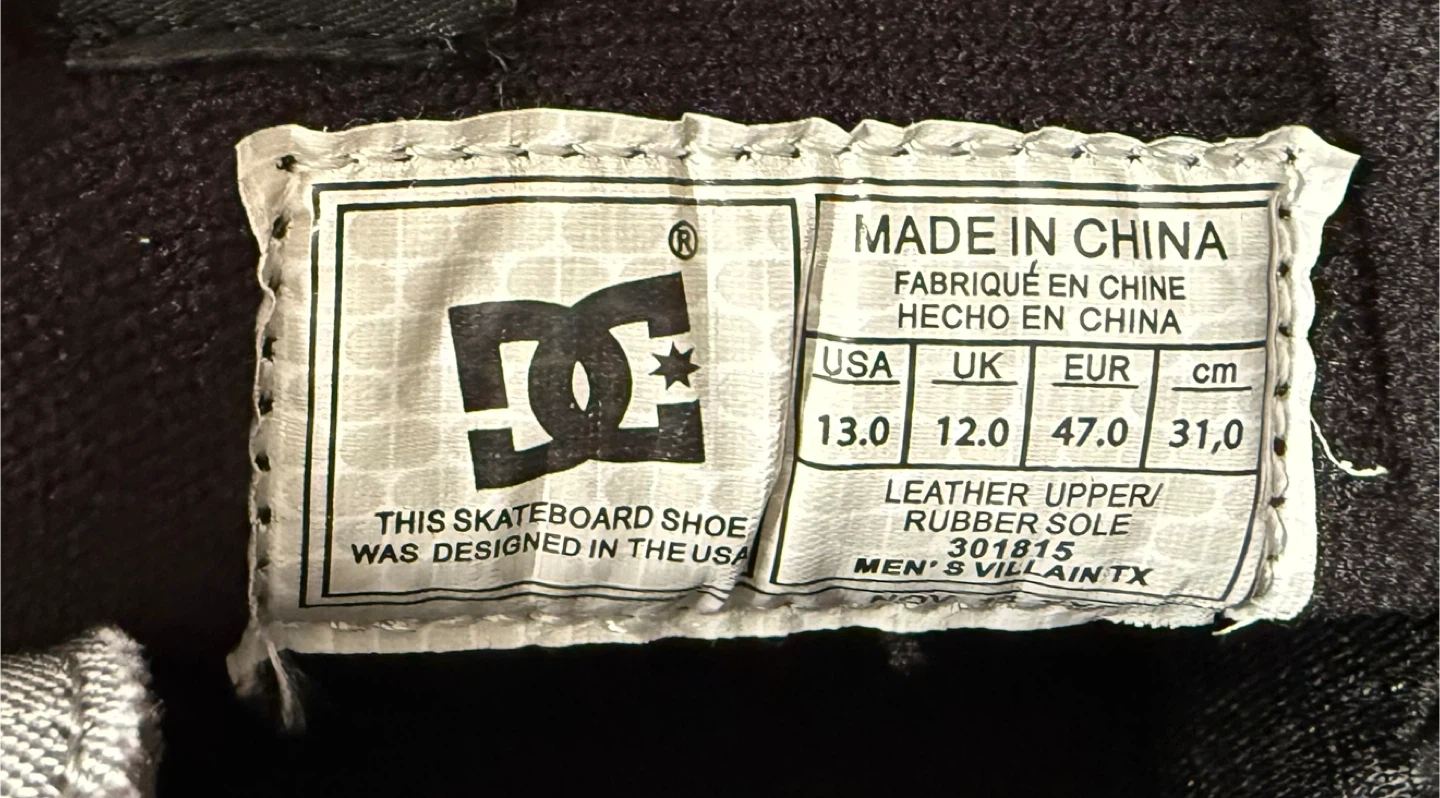 ®
DC
THIS SKATEBOARD SHOE
WAS DESIGNED IN THE USA
MADE IN CHINA
FABRIQUÉ EN CHINE
HECHO EN CHINA
USA UK EUR cm
13.0 12.0 47.0 31,0
LEATHER UPPER/
RUBBER SOLE
301815
MEN'S VILLAIN TX